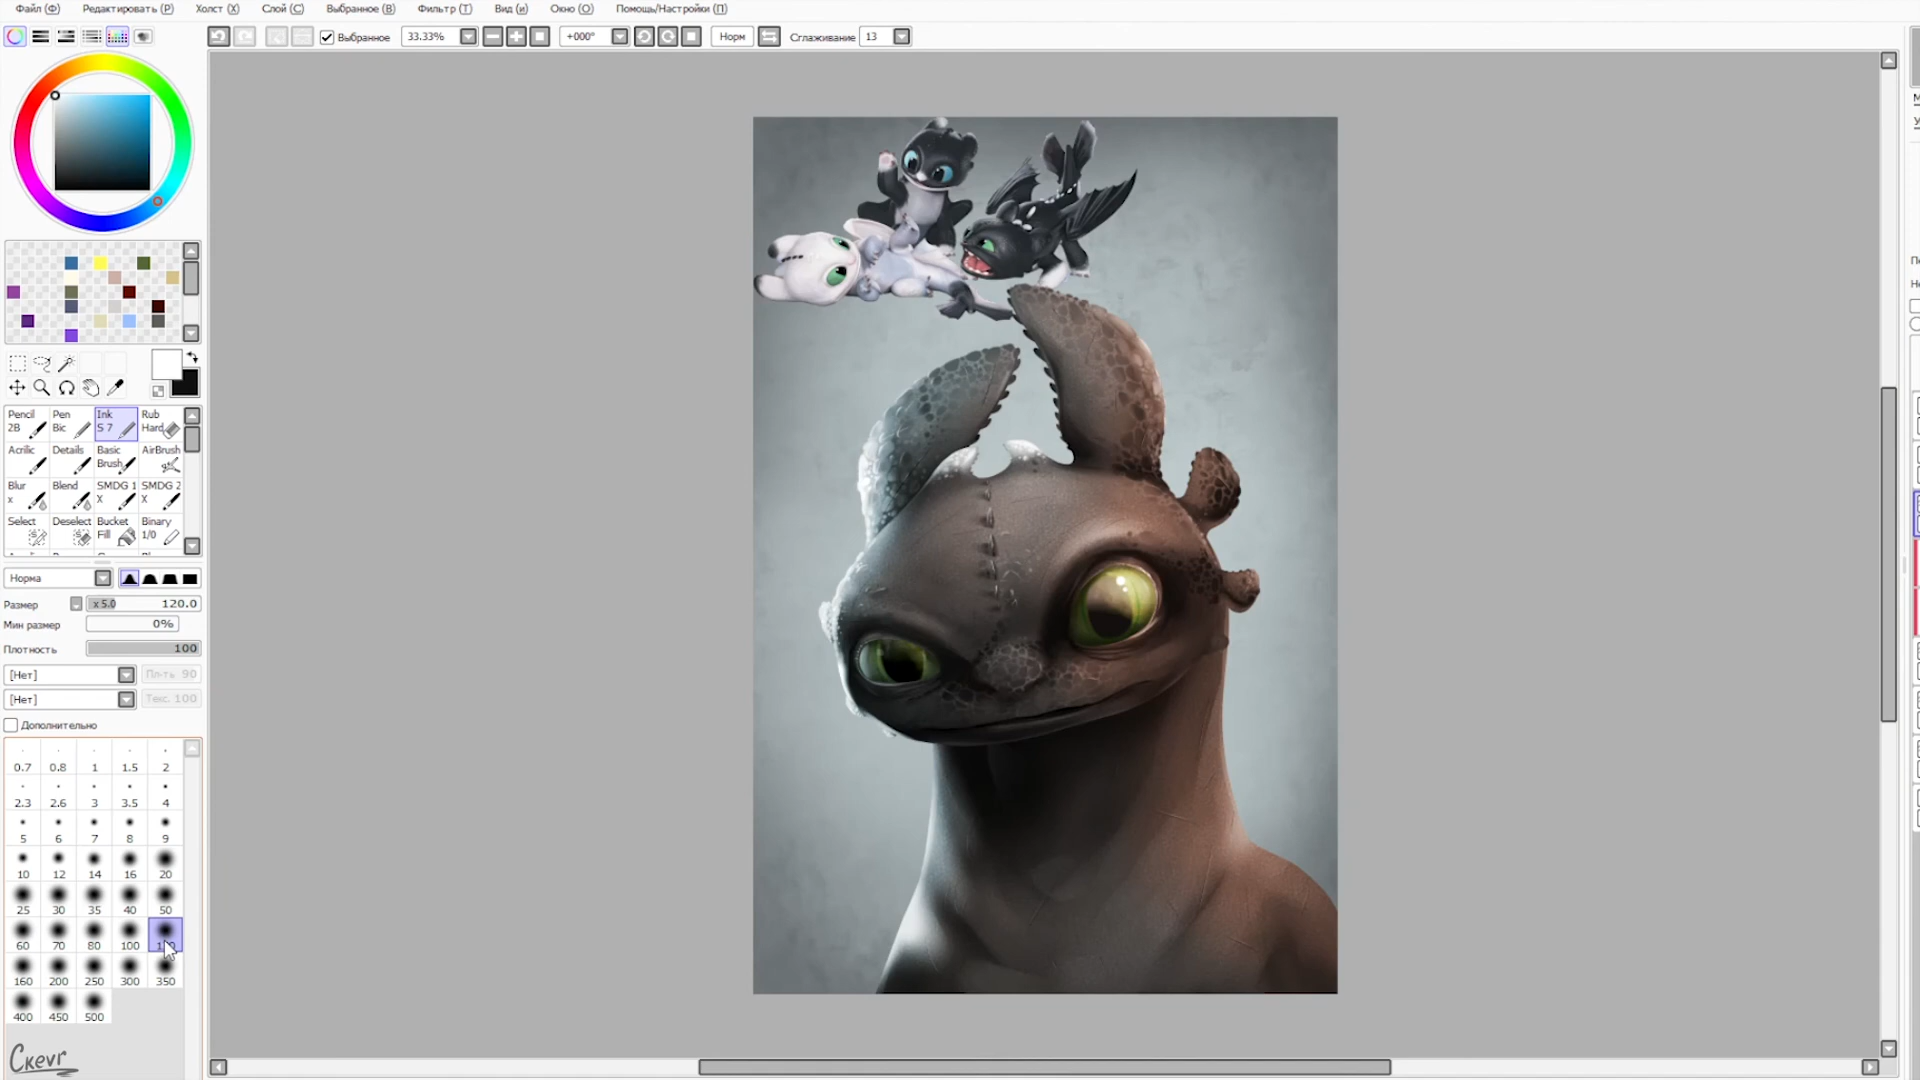 Файл (Ф) Редактировать (Р) Холст (Х) Слой (С) Выбранное (В) Фильтр (Т) Вид (и) Окно (О) Помощь/Настройки (П)
Выбранное 33.33% +000° Норм Сглаживание 13
Pencil 2B
Pen Bic
Ink S 7
Rub Hard
Acrilic
Details
Basic Brush
AirBrush
Blur x
Blend
SMDG 1 X
SMDG 2 X
Select
Deselect
Bucket Fill
Binary 1/0
Норма
Размер x 5.0 120.0
Мин размер 0%
Плотность 100
[Нет] Пл-ть 90
[Нет] Текс. 100
Дополнительно
0.7 0.8 1 1.5 2
2.3 2.6 3 3.5 4
5 6 7 8 9
10 12 14 16 20
25 30 35 40 50
60 70 80 100
160 200 250 300 350
400 450 500
Скеvr